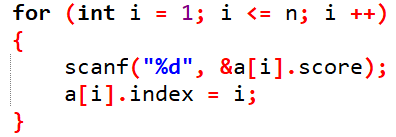 for (int i = 1; i <= n; i ++)
{
    scanf("%d", &a[i].score);
    a[i].index = i;
}